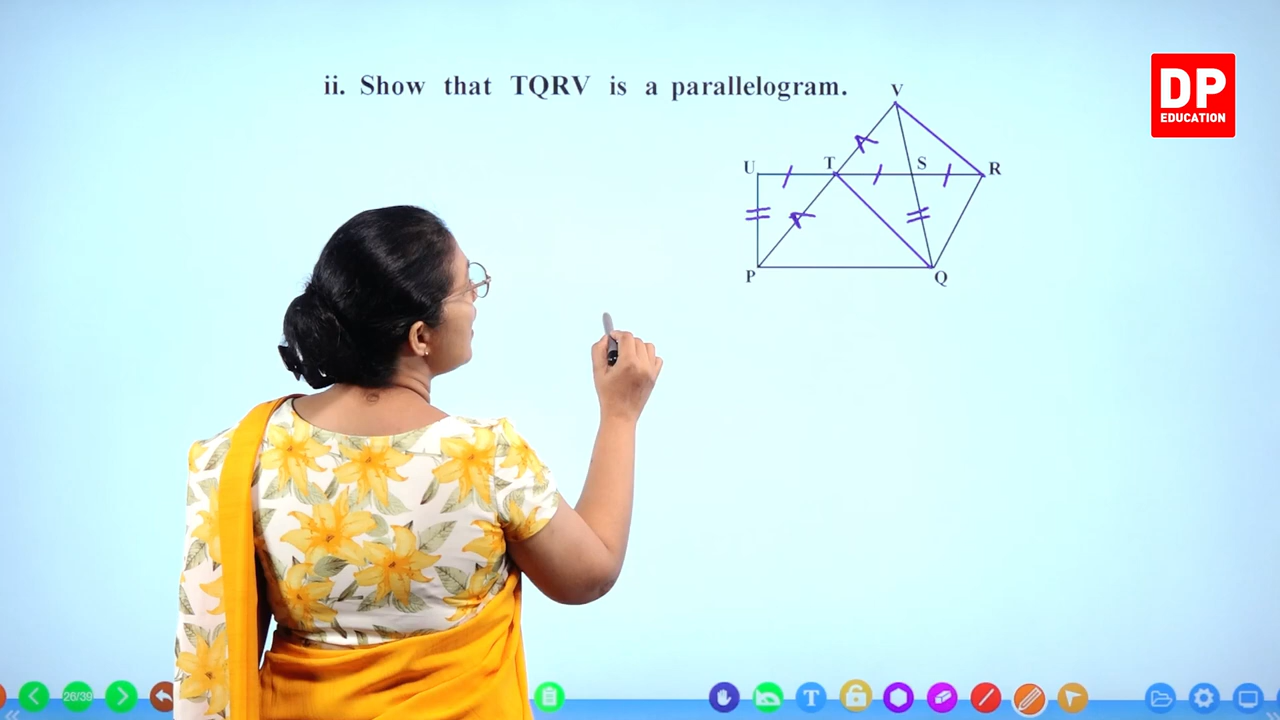 ii. Show that TQRV is a parallelogram.
V
DP
EDUCATION
U T S R
P Q
26/39
T